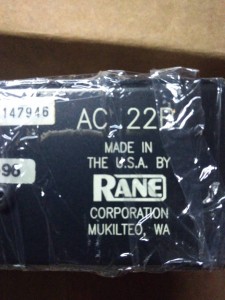 147946
AC 22B
MADE IN
THE U.S.A. BY
96
RANE
CORPORATION
MUKILTEO, WA